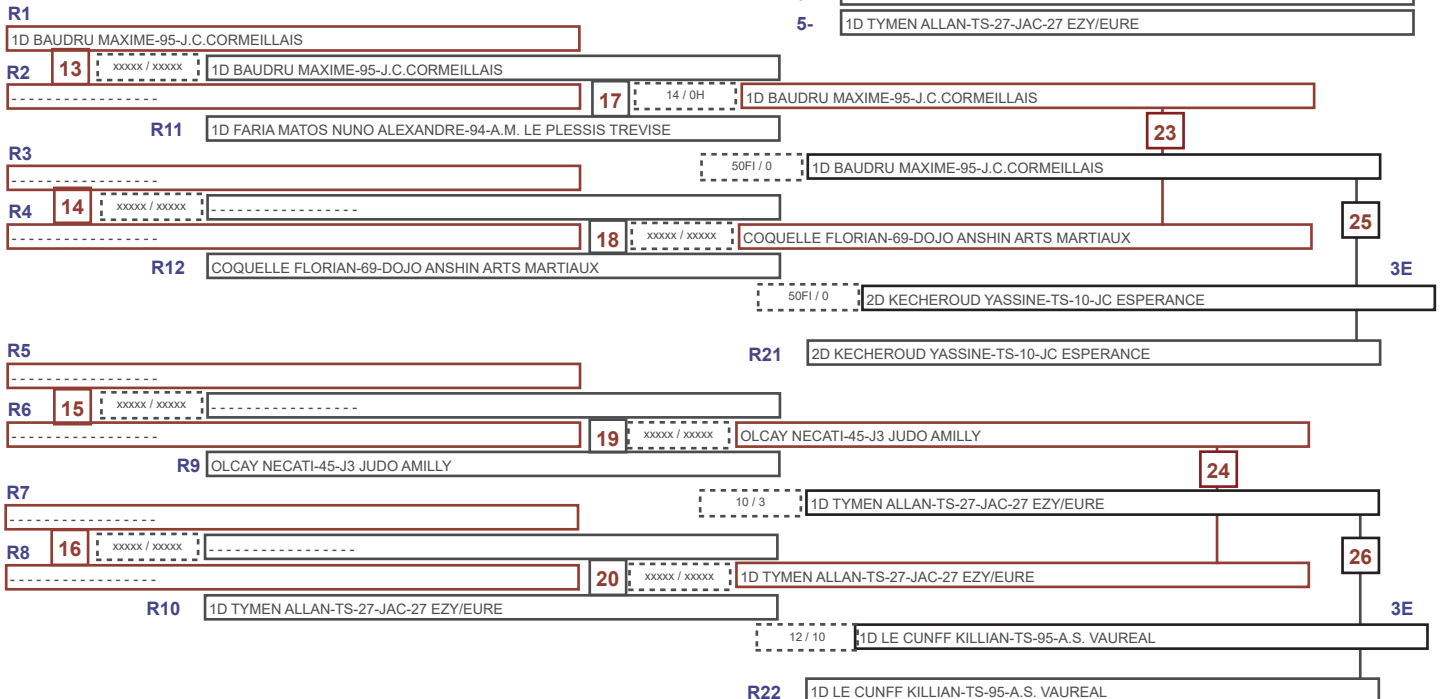 R1
5- 1D TYMEN ALLAN-TS-27-JAC-27 EZY/EURE
1D BAUDRU MAXIME-95-J.C.CORMEILLAIS
R2 13 xxxxx / xxxxx 1D BAUDRU MAXIME-95-J.C.CORMEILLAIS
- - - - - - - - - - - - - - - - 17 14 / 0H 1D BAUDRU MAXIME-95-J.C.CORMEILLAIS
R11 1D FARIA MATOS NUNO ALEXANDRE-94-A.M. LE PLESSIS TREVISE 23
R3
50FI / 0 1D BAUDRU MAXIME-95-J.C.CORMEILLAIS
- - - - - - - - - - - - - - - -
R4 14 xxxxx / xxxxx - - - - - - - - - - - - - - - -
25
- - - - - - - - - - - - - - - - 18 xxxxx / xxxxx COQUELLE FLORIAN-69-DOJO ANSHIN ARTS MARTIAUX
R12 COQUELLE FLORIAN-69-DOJO ANSHIN ARTS MARTIAUX 3E
50FI / 0 2D KECHEROUD YASSINE-TS-10-JC ESPERANCE
R5
R21 2D KECHEROUD YASSINE-TS-10-JC ESPERANCE
- - - - - - - - - - - - - - - -
R6 15 xxxxx / xxxxx - - - - - - - - - - - - - - - -
- - - - - - - - - - - - - - - - 19 xxxxx / xxxxx OLCAY NECATI-45-J3 JUDO AMILLY
R9 OLCAY NECATI-45-J3 JUDO AMILLY 24
R7
10 / 3 1D TYMEN ALLAN-TS-27-JAC-27 EZY/EURE
- - - - - - - - - - - - - - - -
R8 16 xxxxx / xxxxx - - - - - - - - - - - - - - - - 26
- - - - - - - - - - - - - - - - 20 xxxxx / xxxxx 1D TYMEN ALLAN-TS-27-JAC-27 EZY/EURE
R10 1D TYMEN ALLAN-TS-27-JAC-27 EZY/EURE 3E
12 / 10 1D LE CUNFF KILLIAN-TS-95-A.S. VAUREAL
R22 1D LE CUNFF KILLIAN-TS-95-A.S. VAUREAL